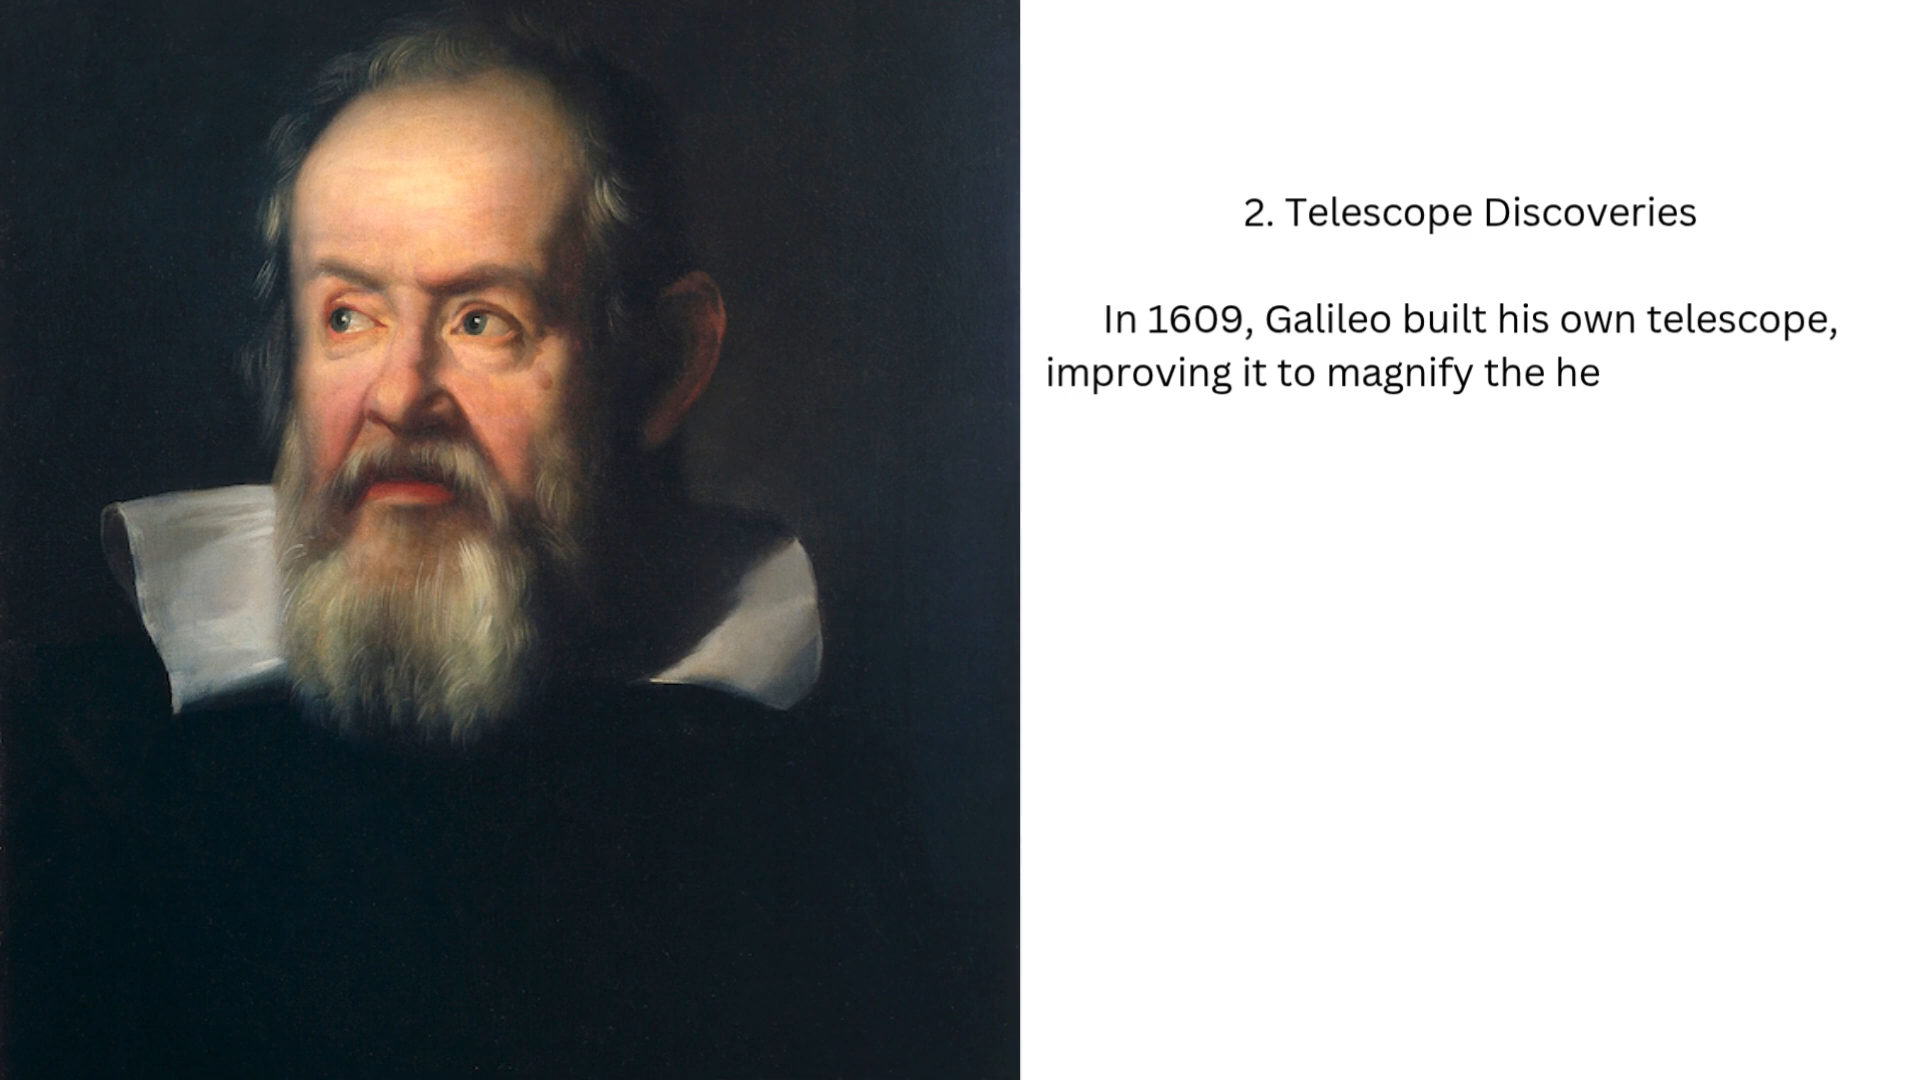 2. Telescope Discoveries
In 1609, Galileo built his own telescope,
improving it to magnify the he